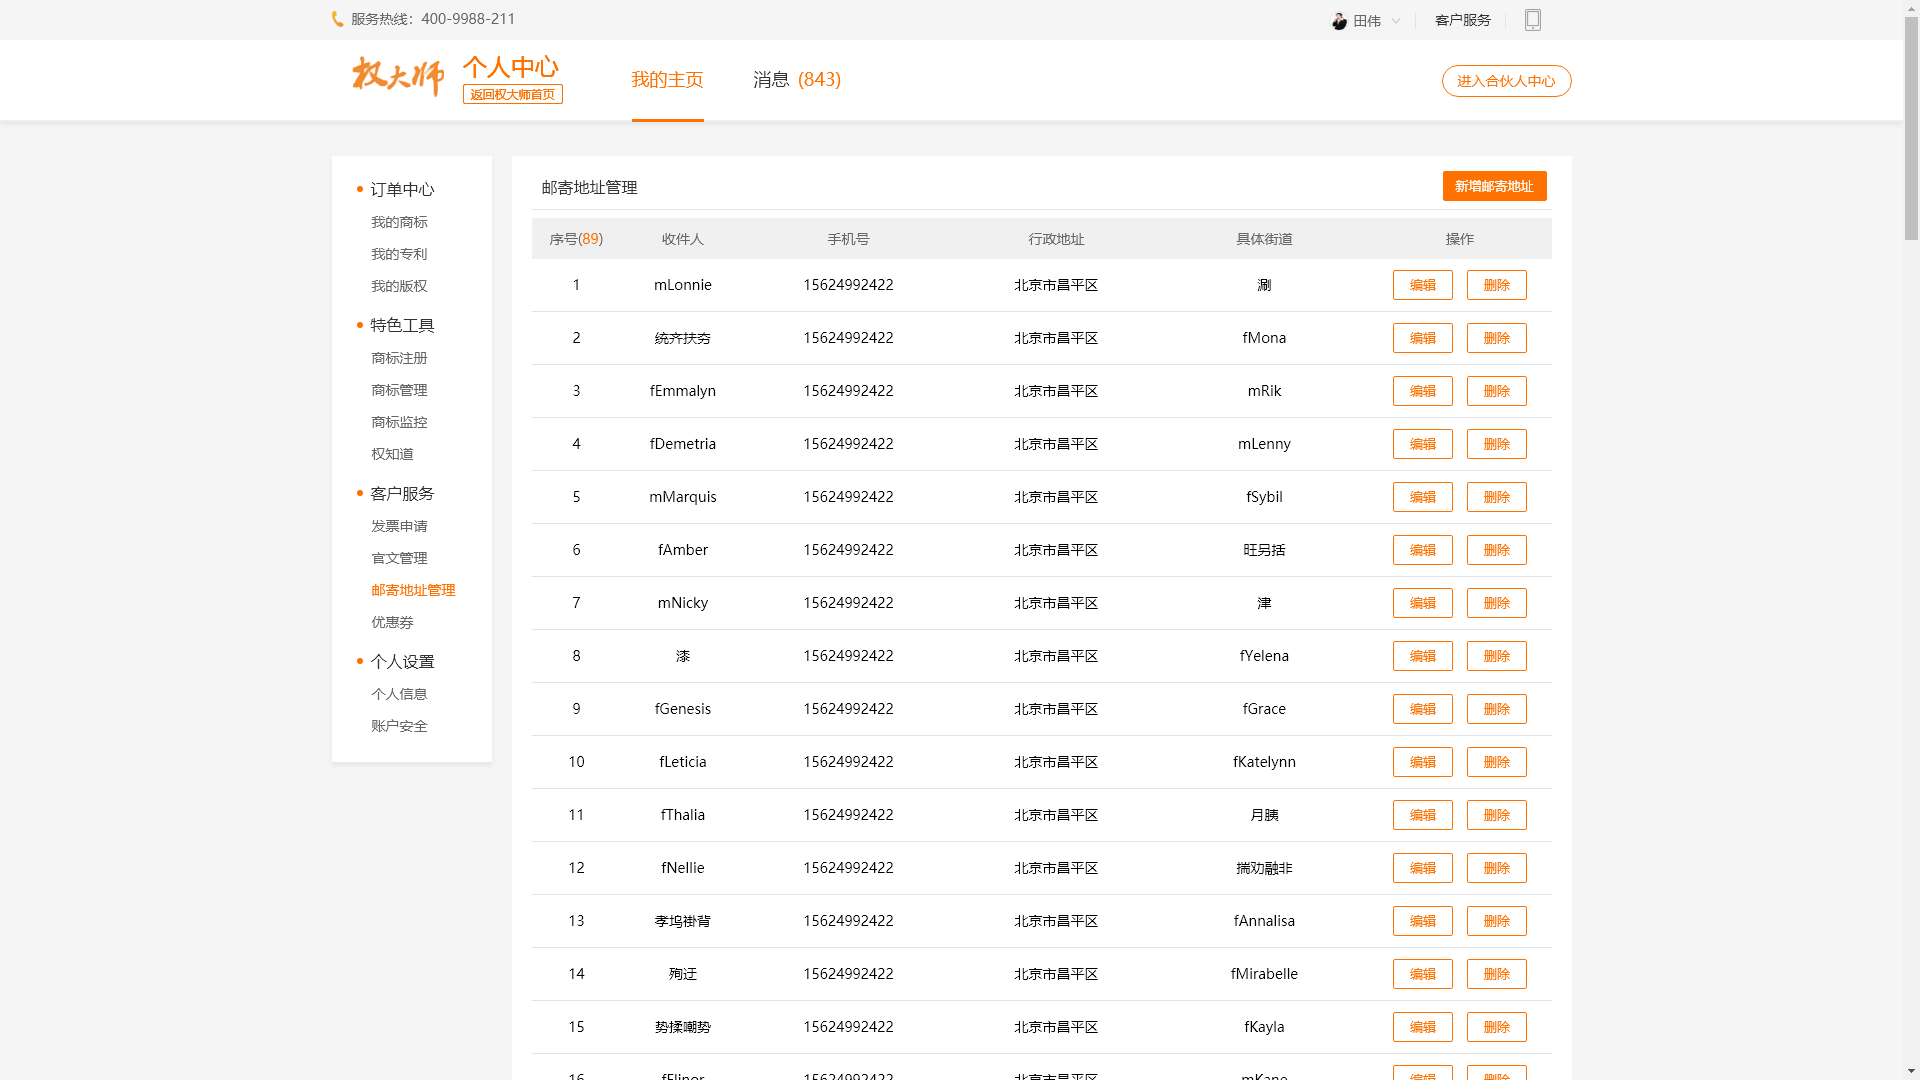 服务热线：400-9988-211
田伟
客户服务
权大师
个人中心
返回权大师首页
我的主页
消息 (843)
进入合伙人中心
订单中心
我的商标
我的专利
我的版权
特色工具
商标注册
商标管理
商标监控
权知道
客户服务
发票申请
官文管理
邮寄地址管理
优惠券
个人设置
个人信息
账户安全
邮寄地址管理
新增邮寄地址
序号(89) 收件人 手机号 行政地址 具体街道 操作
1 mLonnie 15624992422 北京市昌平区 涮 编辑 删除
2 统齐扶夯 15624992422 北京市昌平区 fMona 编辑 删除
3 fEmmalyn 15624992422 北京市昌平区 mRik 编辑 删除
4 fDemetria 15624992422 北京市昌平区 mLenny 编辑 删除
5 mMarquis 15624992422 北京市昌平区 fSybil 编辑 删除
6 fAmber 15624992422 北京市昌平区 旺叧括 编辑 删除
7 mNicky 15624992422 北京市昌平区 津 编辑 删除
8 漆 15624992422 北京市昌平区 fYelena 编辑 删除
9 fGenesis 15624992422 北京市昌平区 fGrace 编辑 删除
10 fLeticia 15624992422 北京市昌平区 fKatelynn 编辑 删除
11 fThalia 15624992422 北京市昌平区 月胰 编辑 删除
12 fNellie 15624992422 北京市昌平区 揣劝融非 编辑 删除
13 孝坞褂背 15624992422 北京市昌平区 fAnnalisa 编辑 删除
14 殉迂 15624992422 北京市昌平区 fMirabelle 编辑 删除
15 势揉嘲势 15624992422 北京市昌平区 fKayla 编辑 删除
16 fElinor 15624992422 北京市昌平区 mKane 编辑 删除